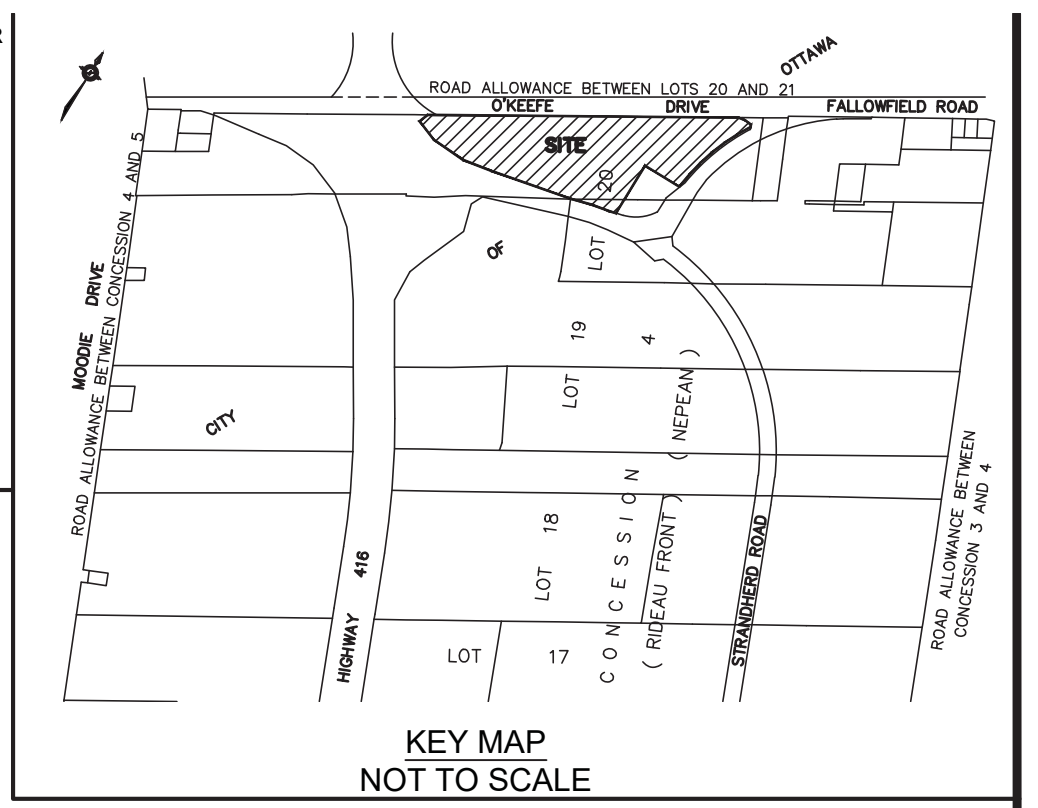 OTTAWA
ROAD ALLOWANCE BETWEEN LOTS 20 AND 21
O'KEEFE DRIVE FALLOWFIELD ROAD
SITE
20
LOT
OF
MOODIE DRIVE
ROAD ALLOWANCE BETWEEN CONCESSION 4 AND 5
CITY
LOT 19
CONCESSION 4
( RIDEAU FRONT ) ( NEPEAN )
LOT 18
HIGHWAY 416
STRANDHERD ROAD
ROAD ALLOWANCE BETWEEN
CONCESSION 3 AND 4
LOT 17
KEY MAP
NOT TO SCALE